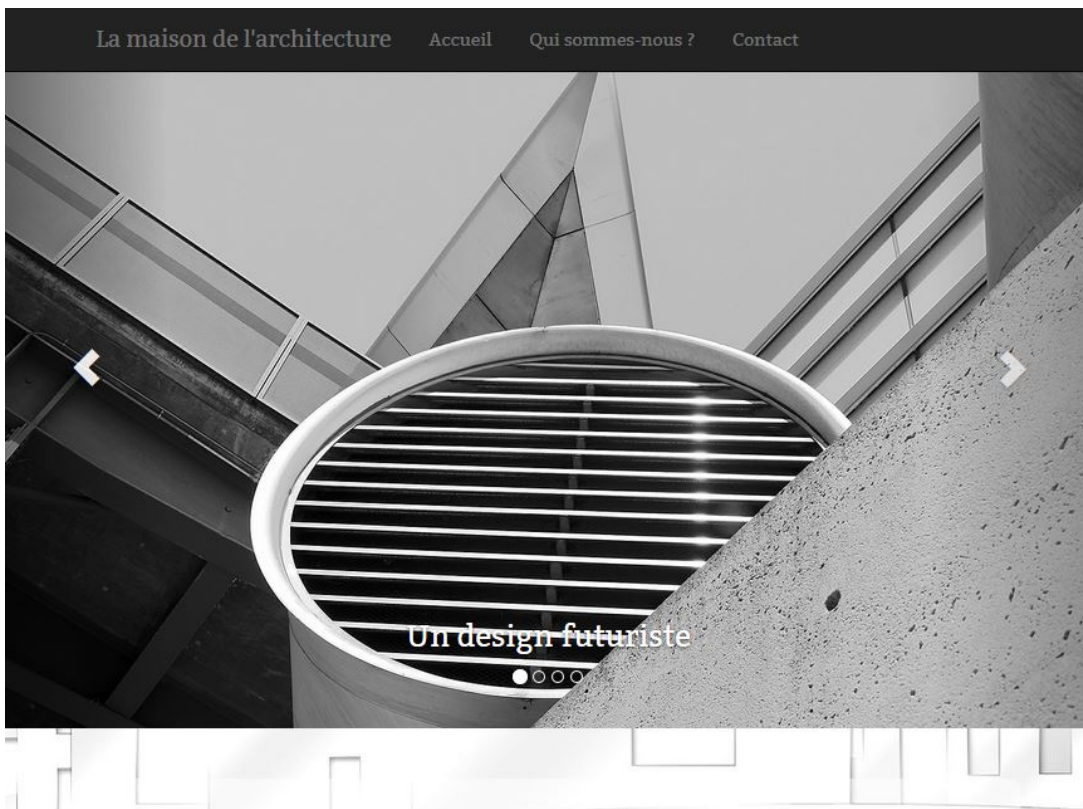 La maison de l'architecture Accueil Qui sommes-nous ? Contact
Un design futuriste